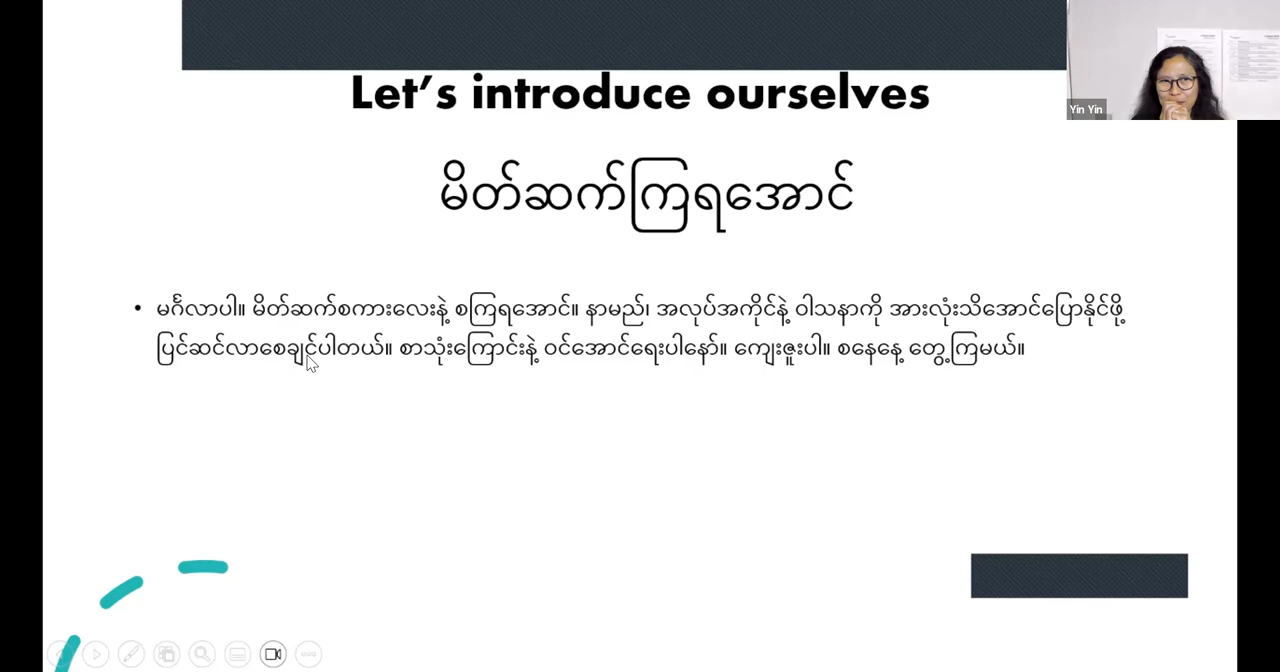 Let's introduce ourselves
Yin Yin
မိတ်ဆက်ကြရအောင်
• မင်္ဂလာပါ။ မိတ်ဆက်စကားလေးနဲ့ စကြရအောင်။ နာမည်၊ အလုပ်အကိုင်နဲ့ ဝါသနာကို အားလုံးသိအောင်ပြောနိုင်ဖို့
ပြင်ဆင်လာစေချင်ပါတယ်။ စာသုံးကြောင်းနဲ့ ဝင်အောင်ရေးပါနော်။ ကျေးဇူးပါ။ စနေနေ့ တွေ့ကြမယ်။